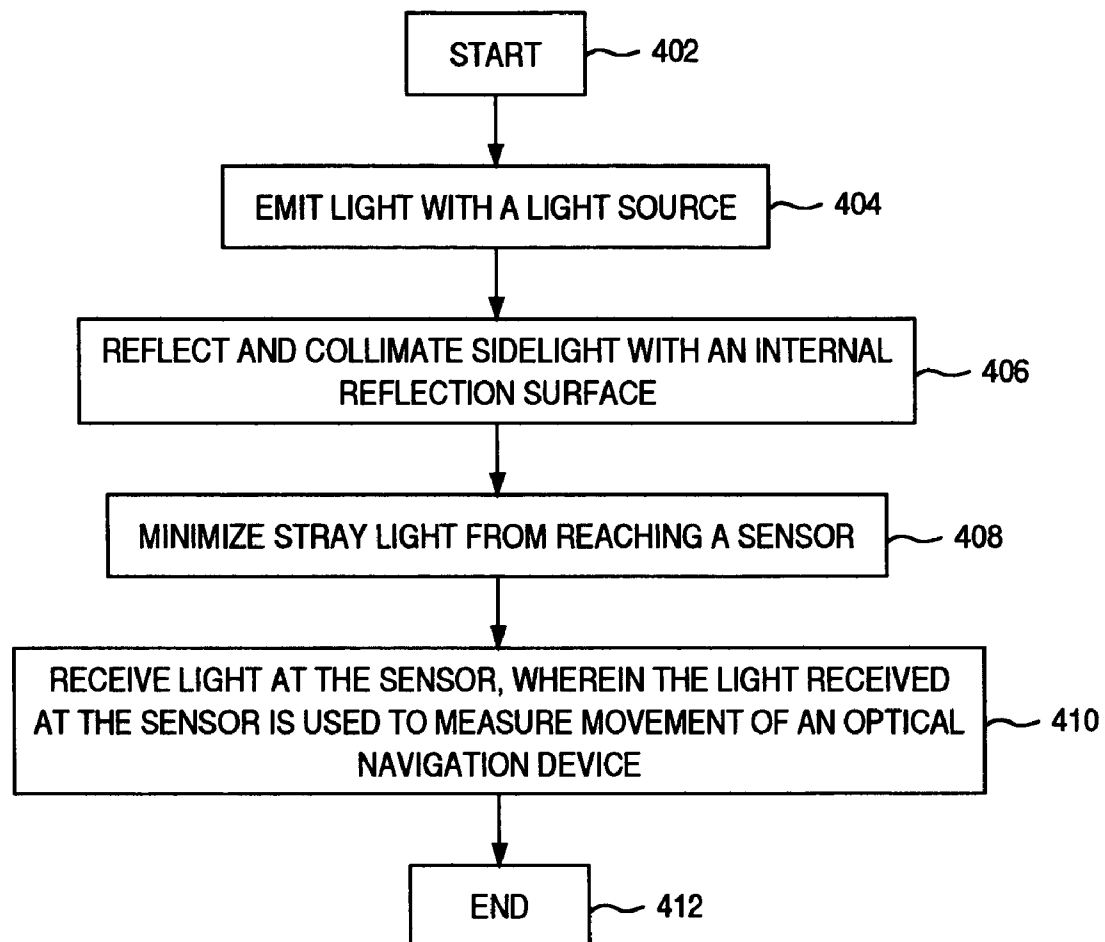 START
402
EMIT LIGHT WITH A LIGHT SOURCE
404
REFLECT AND COLLIMATE SIDELIGHT WITH AN INTERNAL
REFLECTION SURFACE
406
MINIMIZE STRAY LIGHT FROM REACHING A SENSOR
408
RECEIVE LIGHT AT THE SENSOR, WHEREIN THE LIGHT RECEIVED
AT THE SENSOR IS USED TO MEASURE MOVEMENT OF AN OPTICAL
NAVIGATION DEVICE
410
END
412